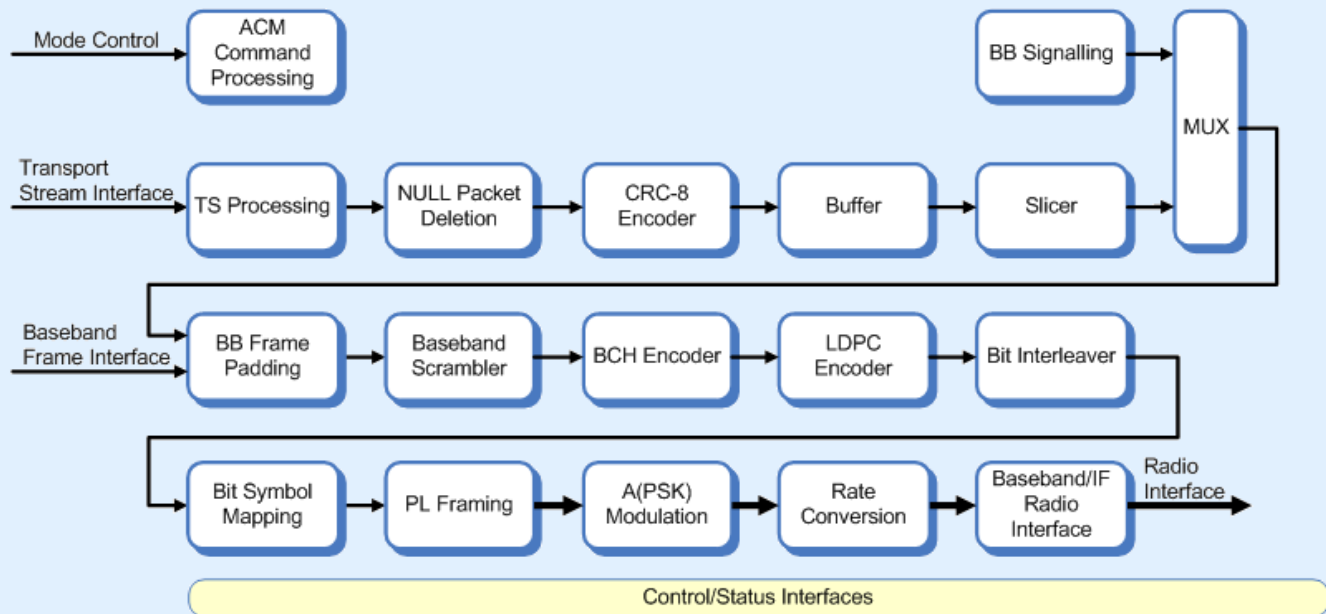 Mode Control
ACM
Command
Processing
BB Signalling
MUX
Transport
Stream Interface
TS Processing
NULL Packet
Deletion
CRC-8
Encoder
Buffer
Slicer
Baseband
Frame Interface
BB Frame
Padding
Baseband
Scrambler
BCH Encoder
LDPC
Encoder
Bit Interleaver
Bit Symbol
Mapping
PL Framing
A(PSK)
Modulation
Rate
Conversion
Baseband/IF
Radio
Interface
Radio
Interface
Control/Status Interfaces